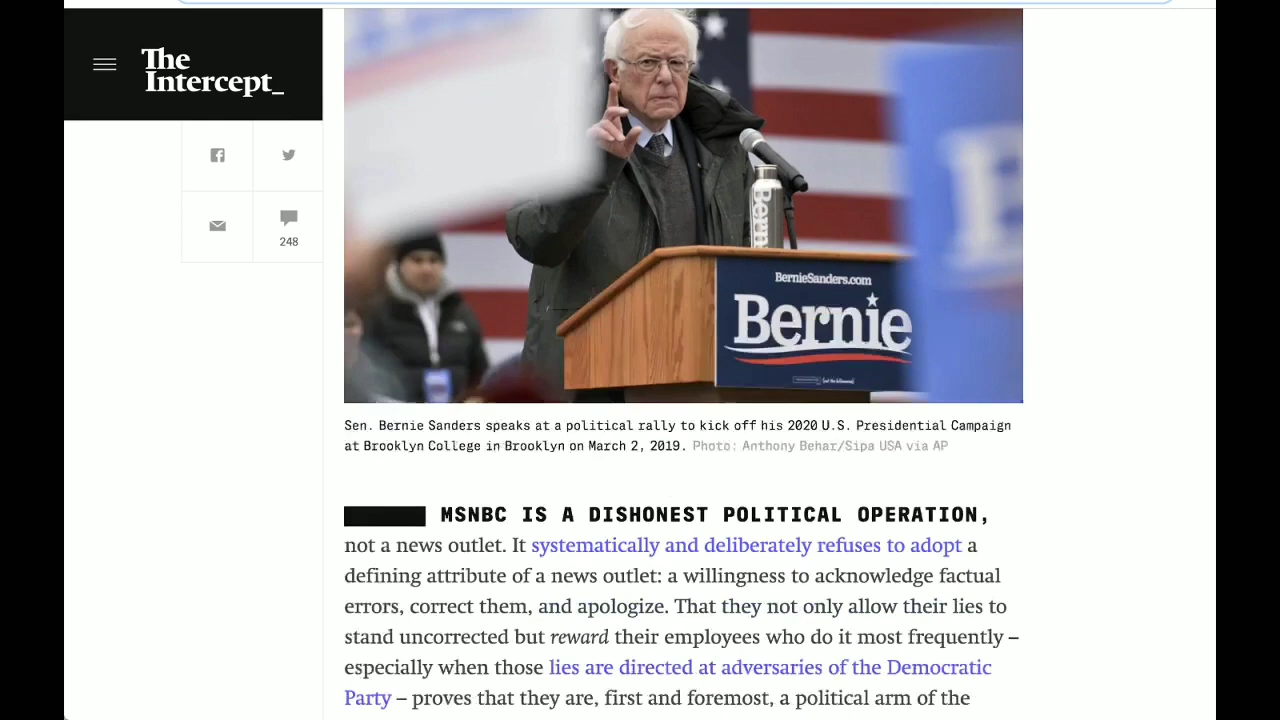 The
Intercept_
248
Bern
BernieSanders.com
Bernie
Sen. Bernie Sanders speaks at a political rally to kick off his 2020 U.S. Presidential Campaign
at Brooklyn College in Brooklyn on March 2, 2019. Photo: Anthony Behar/Sipa USA via AP
MSNBC IS A DISHONEST POLITICAL OPERATION,
not a news outlet. It systematically and deliberately refuses to adopt a
defining attribute of a news outlet: a willingness to acknowledge factual
errors, correct them, and apologize. That they not only allow their lies to
stand uncorrected but reward their employees who do it most frequently –
especially when those lies are directed at adversaries of the Democratic
Party – proves that they are, first and foremost, a political arm of the